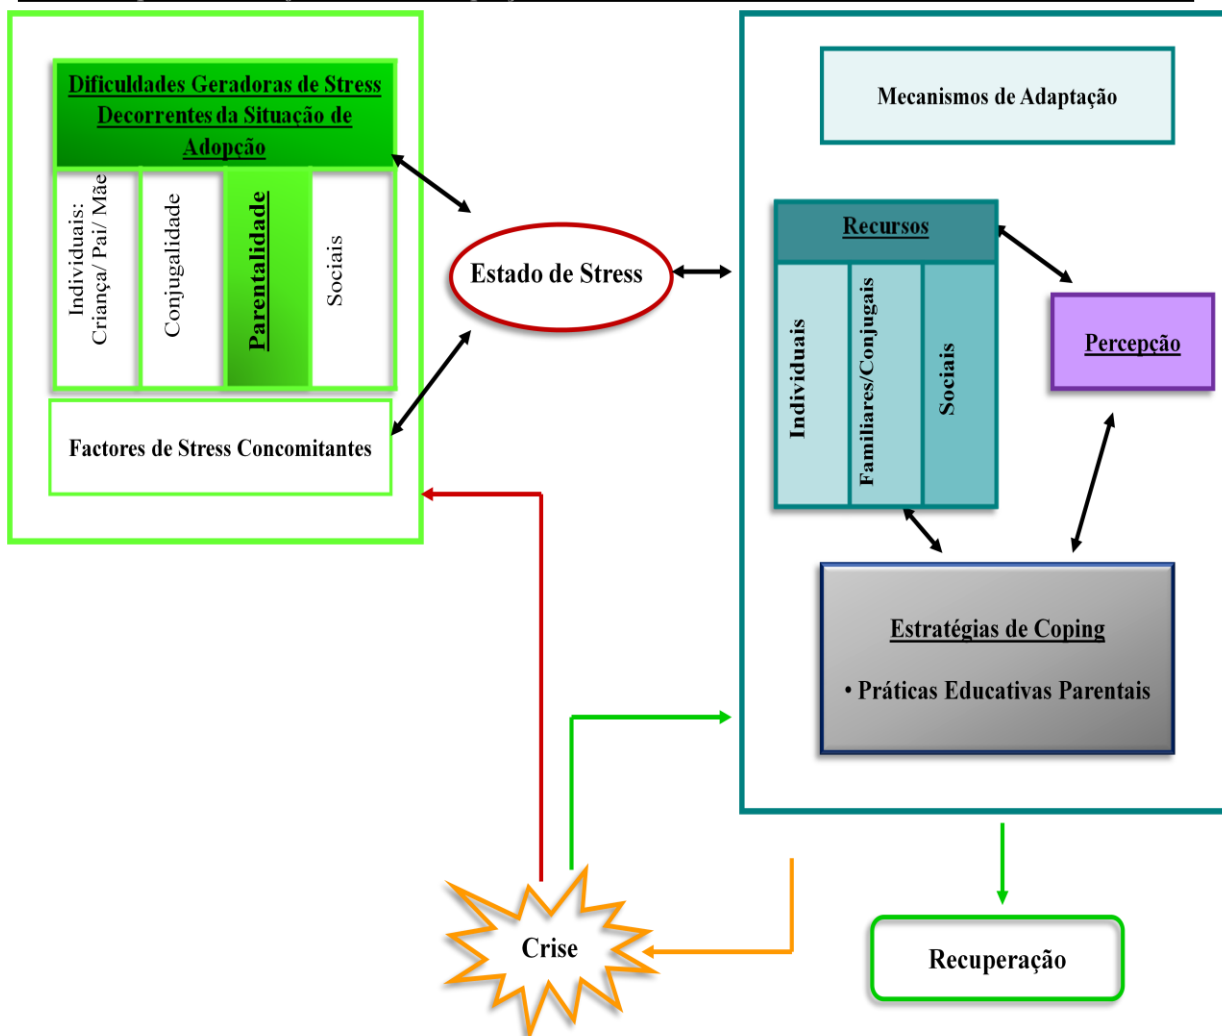 Dificuldades Geradoras de Stress
Decorrentes da Situação de
Adopção
Individuais:
Criança/ Pai/ Mãe
Conjugalidade
Parentalidade
Sociais
Factores de Stress Concomitantes
Estado de Stress
Mecanismos de Adaptação
Recursos
Individuais
Familiares/Conjugais
Sociais
Percepção
Estratégias de Coping
• Práticas Educativas Parentais
Crise
Recuperação